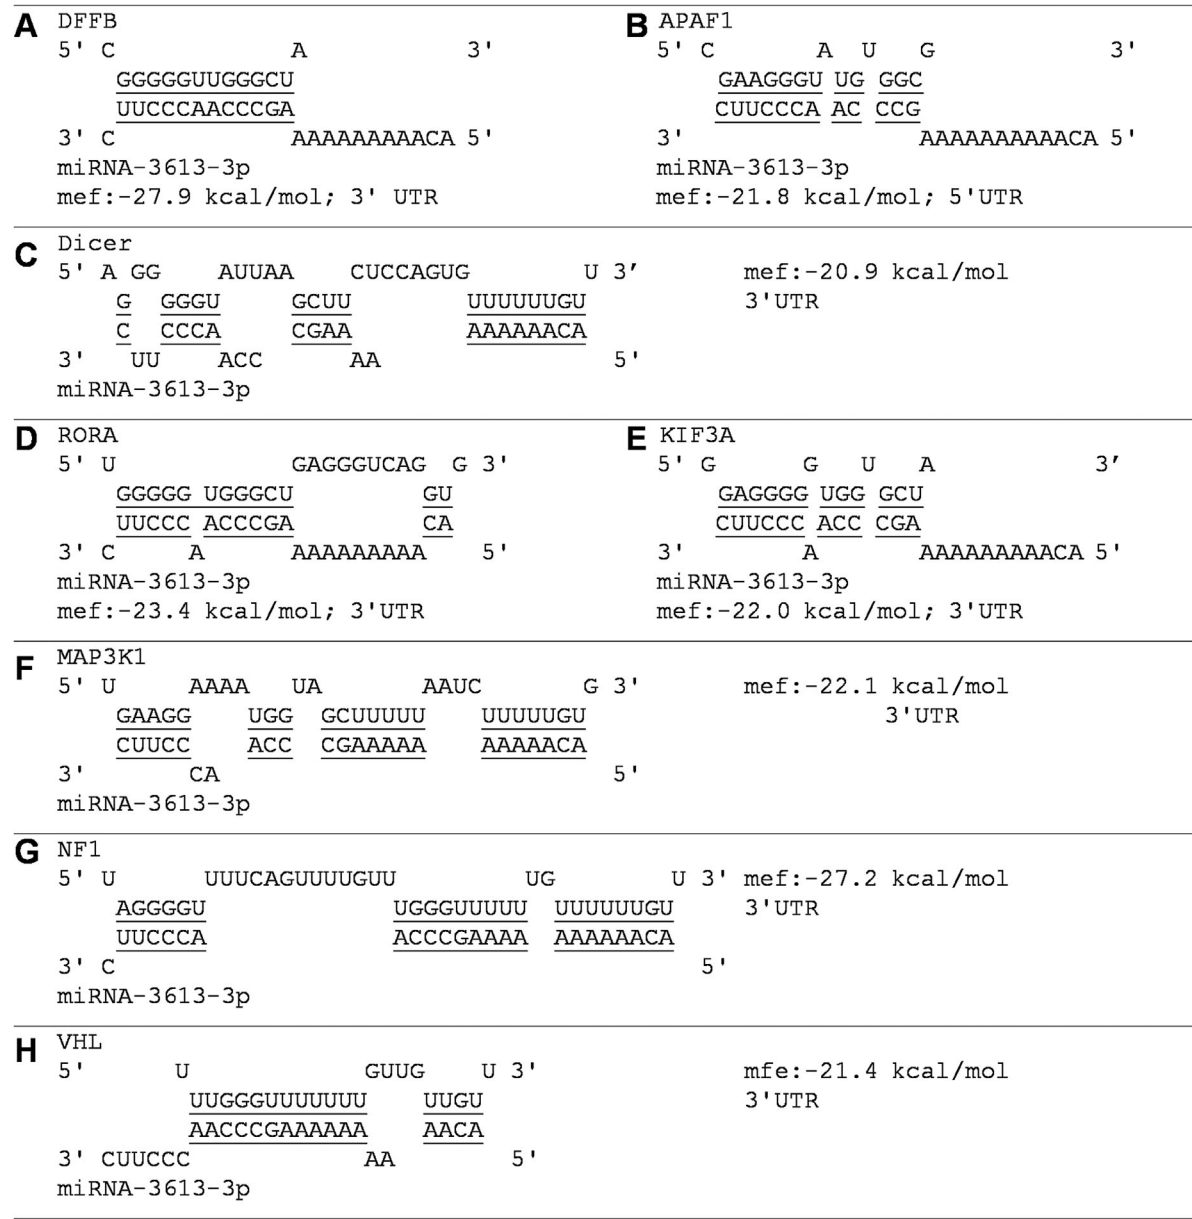 A DFFB
5' C A 3'
GGGGGUUGGGCU
UUCCCAACCCGA
3' C AAAAAAAAACA 5'
miRNA-3613-3p
mef:-27.9 kcal/mol; 3' UTR
B APAF1
5' C A U G 3'
GAAGGGU UG GGC
CUUCCCA AC CCG
3' AAAAAAAAAACA 5'
miRNA-3613-3p
mef:-21.8 kcal/mol; 5'UTR
C Dicer
5' A GG AUUAA CUCCAGUG U 3' mef:-20.9 kcal/mol
G GGGU GCUU UUUUUUGU 3'UTR
C CCCA CGAA AAAAAACA
3' UU ACC AA 5'
miRNA-3613-3p
D RORA
5' U GAGGGUCAG G 3'
GGGGG UGGGCU GU
UUCCC ACCCGA CA
3' C A AAAAAAAAA 5'
miRNA-3613-3p
mef:-23.4 kcal/mol; 3'UTR
E KIF3A
5' G G U A 3'
GAGGGG UGG GCU
CUUCCC ACC CGA
3' A AAAAAAAAACA 5'
miRNA-3613-3p
mef:-22.0 kcal/mol; 3'UTR
F MAP3K1
5' U AAAA UA AAUC G 3' mef:-22.1 kcal/mol
GAAGG UGG GCUUUUU UUUUUGU 3'UTR
CUUCC ACC CGAAAAA AAAAACA
3' CA 5'
miRNA-3613-3p
G NF1
5' U UUUCAGUUUUGUU UG U 3' mef:-27.2 kcal/mol
AGGGGU UGGGUUUUU UUUUUUGU 3'UTR
UUCCCA ACCCGAAAA AAAAAACA
3' C 5'
miRNA-3613-3p
H VHL
5' U GUUG U 3' mfe:-21.4 kcal/mol
UUGGGUUUUUUU UUGU 3'UTR
AACCCGAAAAAA AACA
3' CUUCCC AA 5'
miRNA-3613-3p